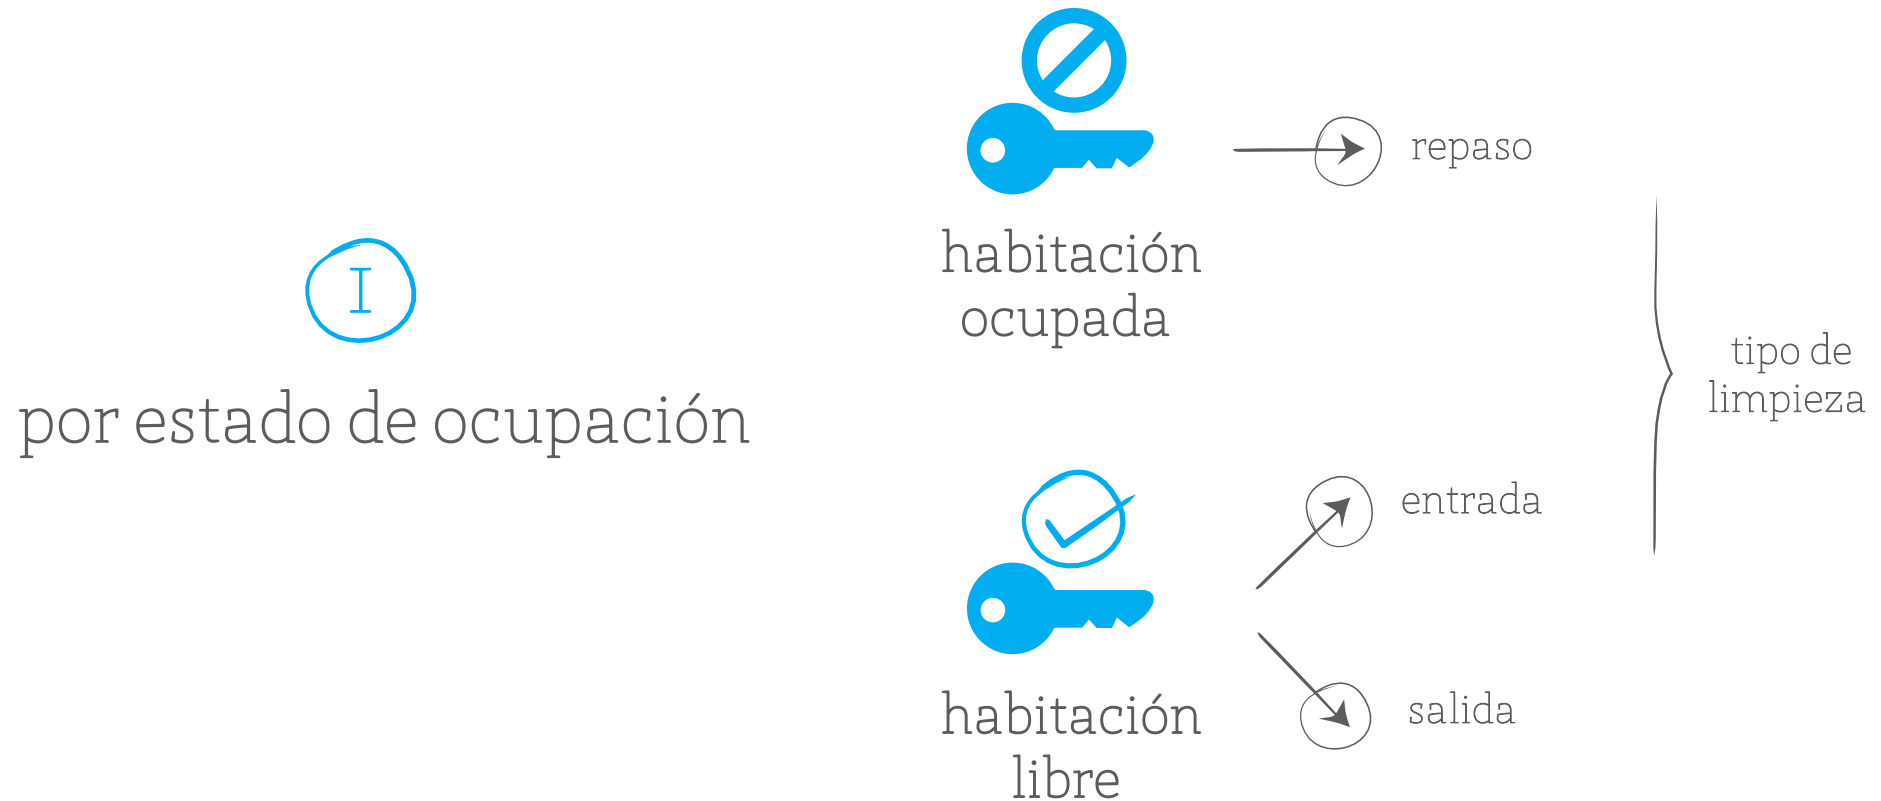 I
por estado de ocupación
habitación
ocupada
repaso
habitación
libre
entrada
salida
tipo de
limpieza